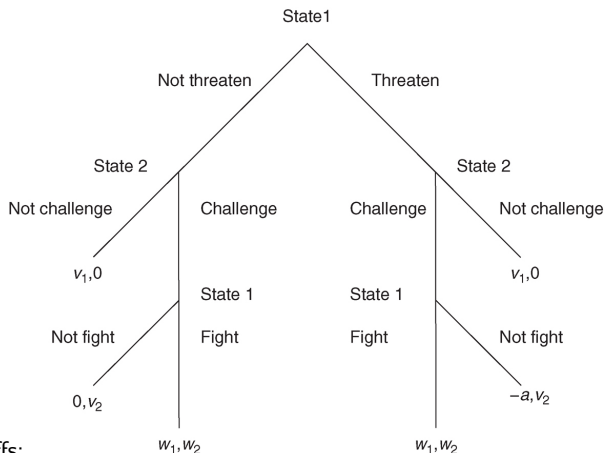 State1
Not threaten Threaten
State 2 State 2
Not challenge Challenge Challenge Not challenge
v₁,0 v₁,0
State 1 State 1
Not fight Fight Fight Not fight
0,v₂ –a,v₂
w₁,w₂ w₁,w₂